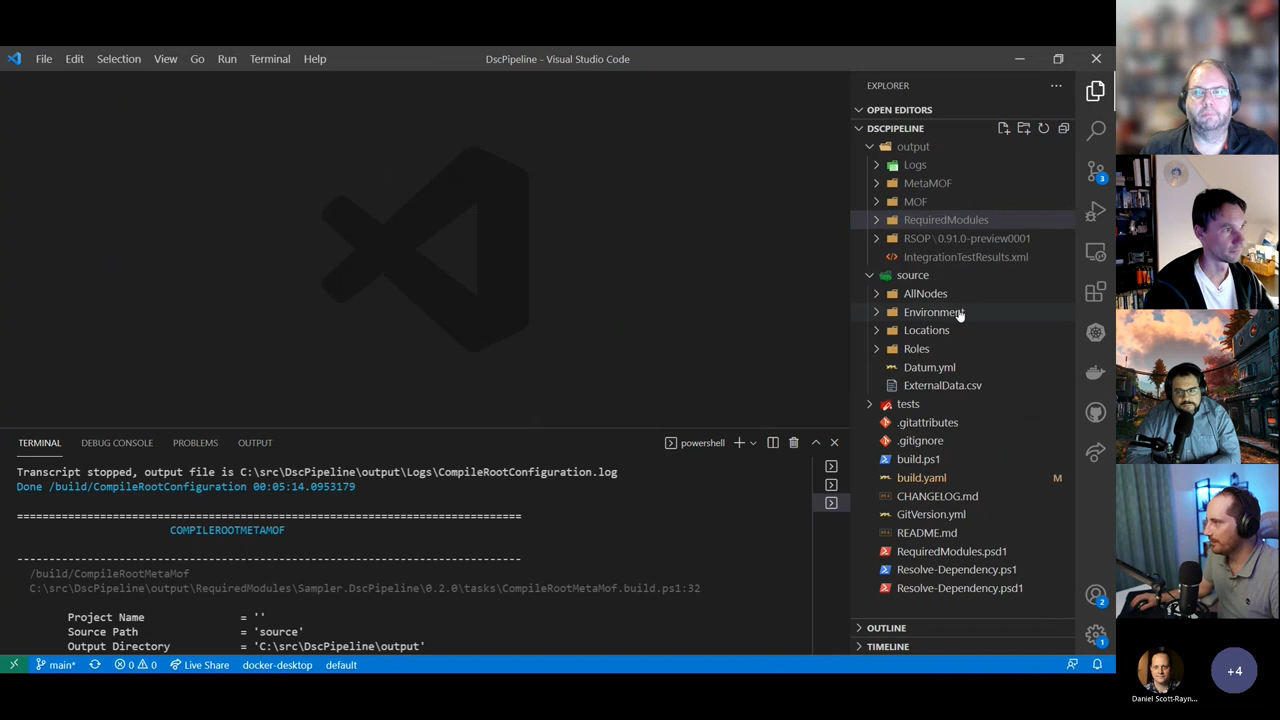 File Edit Selection View Go Run Terminal Help
DscPipeline - Visual Studio Code
EXPLORER
OPEN EDITORS
DSCPIPELINE
output
Logs
MetaMOF
MOF
RequiredModules
RSOP\0.91.0-preview0001
IntegrationTestResults.xml
source
AllNodes
Environment
Locations
Roles
Datum.yml
ExternalData.csv
tests
.gitattributes
.gitignore
build.ps1
build.yaml M
CHANGELOG.md
GitVersion.yml
README.md
RequiredModules.psd1
Resolve-Dependency.ps1
Resolve-Dependency.psd1
OUTLINE
TIMELINE
3
2
1
TERMINAL DEBUG CONSOLE PROBLEMS OUTPUT
powershell
Transcript stopped, output file is C:\src\DscPipeline\output\Logs\CompileRootConfiguration.log
Done /build/CompileRootConfiguration 00:05:14.0953179
===============================================================================
COMPILEROOTMETAMOF
-------------------------------------------------------------------------------
/build/CompileRootMetaMof
C:\src\DscPipeline\output\RequiredModules\Sampler.DscPipeline\0.2.0\tasks\CompileRootMetaMof.build.ps1:32
Project Name = ''
Source Path = 'source'
Output Directory = 'C:\src\DscPipeline\output'
main* 0 0 Live Share docker-desktop default
Daniel Scott-Rayn...
+4